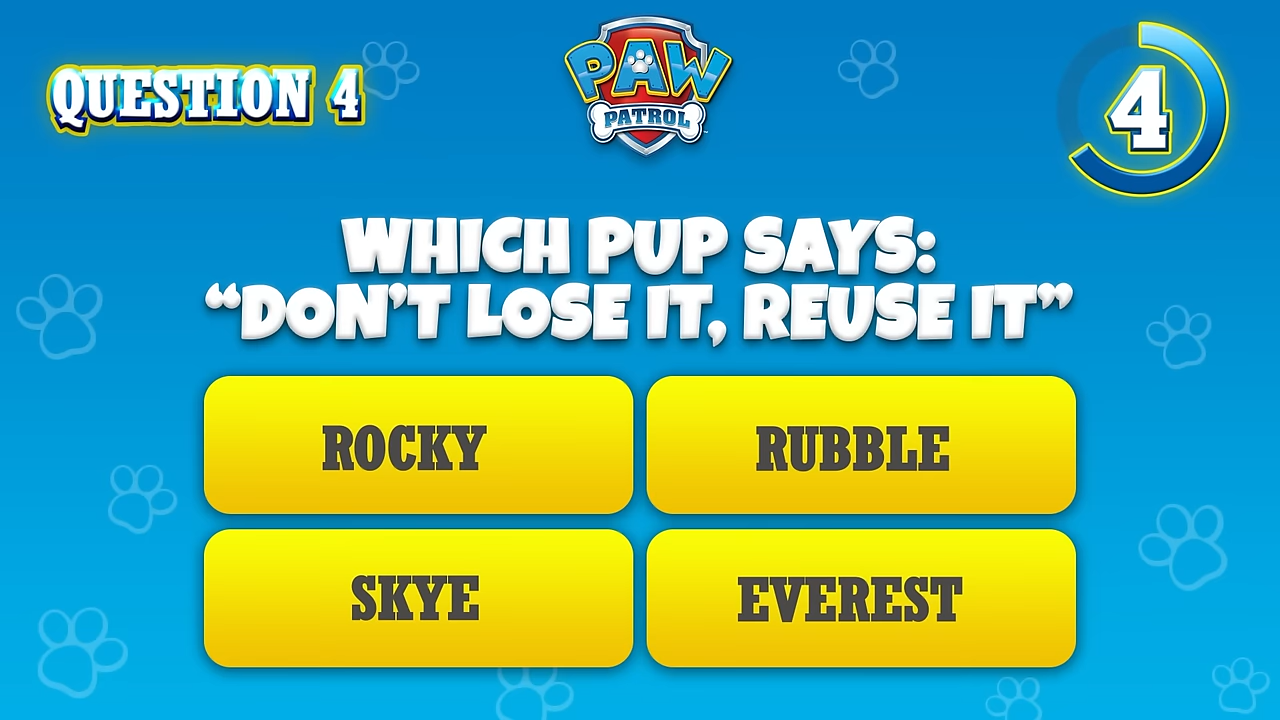 QUESTION 4
PAW
PATROL
4
WHICH PUP SAYS:
“DON’T LOSE IT, REUSE IT”
ROCKY
RUBBLE
SKYE
EVEREST